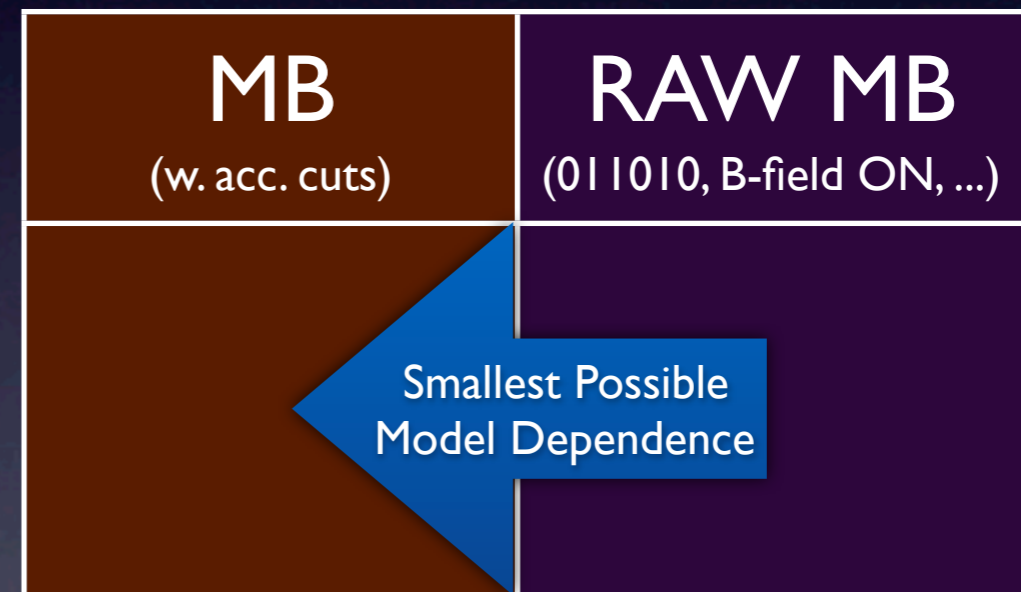 MB
(w. acc. cuts)
RAW MB
(011010, B-field ON, ...)
Smallest Possible
Model Dependence